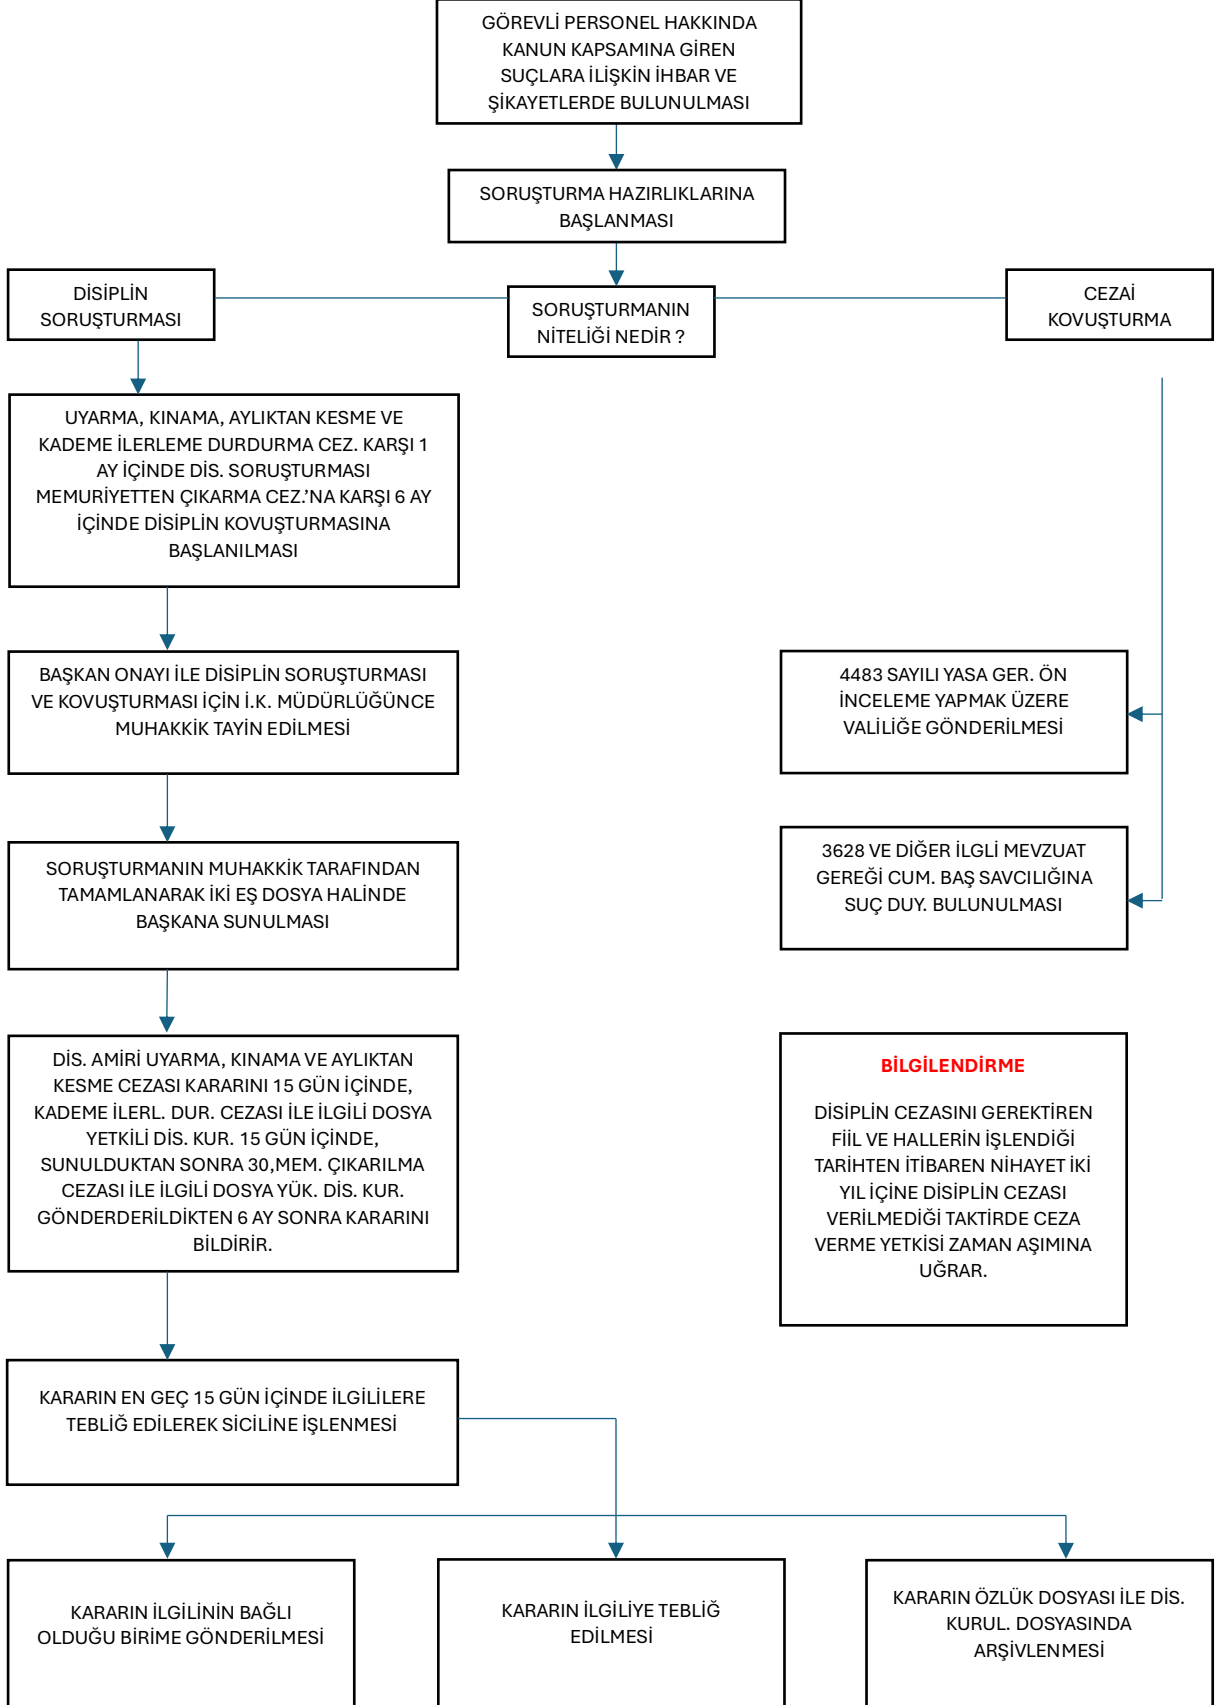 GÖREVLİ PERSONEL HAKKINDA
KANUN KAPSAMINA GİREN
SUÇLARA İLİŞKİN İHBAR VE
ŞİKAYETLERDE BULUNULMASI
SORUŞTURMA HAZIRLIKLARINA
BAŞLANMASI
DİSİPLİN
SORUŞTURMASI
SORUŞTURMANIN
NİTELİĞİ NEDİR ?
CEZAİ
KOVUŞTURMA
UYARMA, KINAMA, AYLIKTAN KESME VE
KADEME İLERLEME DURDURMA CEZ. KARŞI 1
AY İÇİNDE DİS. SORUŞTURMASI
MEMURİYETTEN ÇIKARMA CEZ.’NA KARŞI 6 AY
İÇİNDE DİSİPLİN KOVUŞTURMASINA
BAŞLANILMASI
BAŞKAN ONAYI İLE DİSİPLİN SORUŞTURMASI
VE KOVUŞTURMASI İÇİN İ.K. MÜDÜRLÜĞÜNCE
MUHAKKİK TAYİN EDİLMESİ
4483 SAYILI YASA GER. ÖN
İNCELEME YAPMAK ÜZERE
VALİLİĞE GÖNDERİLMESİ
SORUŞTURMANIN MUHAKKİK TARAFINDAN
TAMAMLANARAK İKİ EŞ DOSYA HALİNDE
BAŞKANA SUNULMASI
3628 VE DİĞER İLGLİ MEVZUAT
GEREĞİ CUM. BAŞ SAVCILIĞINA
SUÇ DUY. BULUNULMASI
DİS. AMİRİ UYARMA, KINAMA VE AYLIKTAN
KESME CEZASI KARARINI 15 GÜN İÇİNDE,
KADEME İLERL. DUR. CEZASI İLE İLGİLİ DOSYA
YETKİLİ DİS. KUR. 15 GÜN İÇİNDE,
SUNULDUKTAN SONRA 30,MEM. ÇIKARILMA
CEZASI İLE İLGİLİ DOSYA YÜK. DİS. KUR.
GÖNDERDERİLDİKTEN 6 AY SONRA KARARINI
BİLDİRİR.
BİLGİLENDİRME
DİSİPLİN CEZASINI GEREKTİREN
FİİL VE HALLERİN İŞLENDİĞİ
TARİHTEN İTİBAREN NİHAYET İKİ
YIL İÇİNE DİSİPLİN CEZASI
VERİLMEDİĞİ TAKTİRDE CEZA
VERME YETKİSİ ZAMAN AŞIMINA
UĞRAR.
KARARIN EN GEÇ 15 GÜN İÇİNDE İLGİLİLERE
TEBLİĞ EDİLEREK SİCİLİNE İŞLENMESİ
KARARIN İLGİLİNİN BAĞLI
OLDUĞU BİRİME GÖNDERİLMESİ
KARARIN İLGİLİYE TEBLİĞ
EDİLMESİ
KARARIN ÖZLÜK DOSYASI İLE DİS.
KURUL. DOSYASINDA
ARŞİVLENMESİ